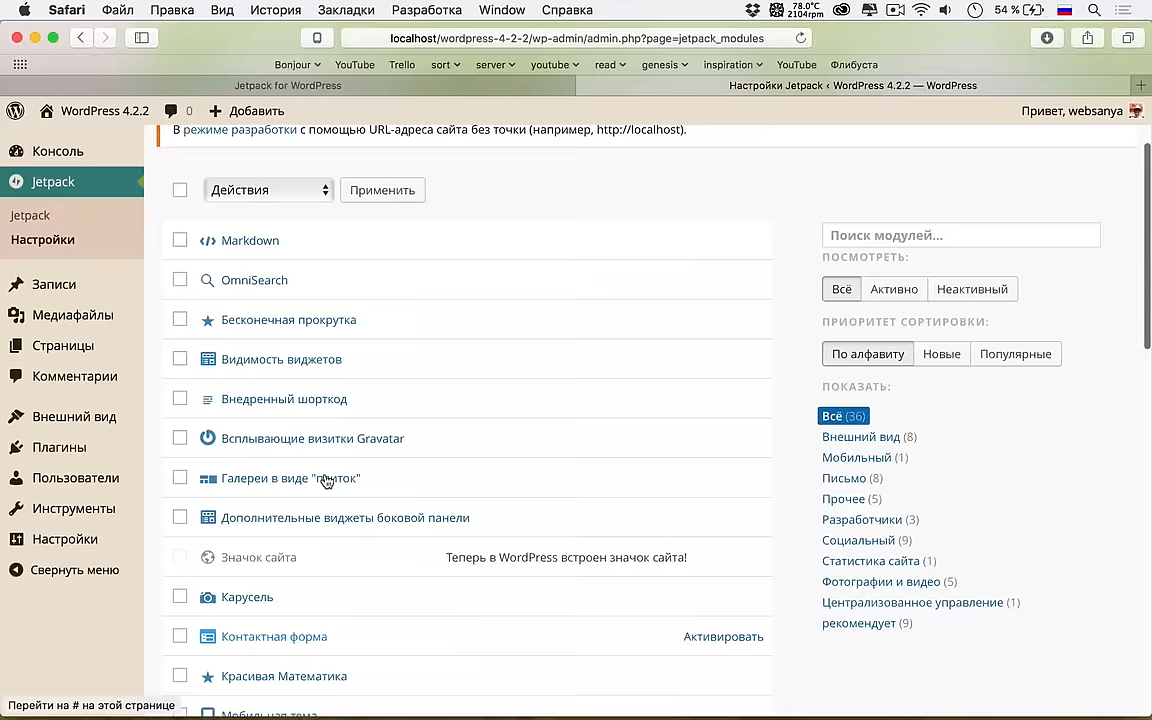 Safari Файл Правка Вид История Закладки Разработка Window Справка
78.0°C
2104rpm
54 %
localhost/wordpress-4-2-2/wp-admin/admin.php?page=jetpack_modules
Bonjour YouTube Trello sort server youtube read genesis inspiration YouTube Флибуста
Jetpack for WordPress
Настройки Jetpack ‹ WordPress 4.2.2 — WordPress
WordPress 4.2.2 0 Добавить
Привет, websanya
В режиме разработки с помощью URL-адреса сайта без точки (например, http://localhost).
Консоль
Jetpack
Jetpack
Настройки
Записи
Медиафайлы
Страницы
Комментарии
Внешний вид
Плагины
Пользователи
Инструменты
Настройки
Свернуть меню
Действия Применить
Markdown
OmniSearch
Бесконечная прокрутка
Видимость виджетов
Внедренный шорткод
Всплывающие визитки Gravatar
Галереи в виде
Дополнительные виджеты боковой панели
Значок сайта Теперь в WordPress встроен значок сайта!
Карусель
Контактная форма Активировать
Красивая Математика
Мобильная тема
Поиск модулей...
ПОСМОТРЕТЬ:
Всё Активно Неактивный
ПРИОРИТЕТ СОРТИРОВКИ:
По алфавиту Новые Популярные
ПОКАЗАТЬ:
Всё (36)
Внешний вид (8)
Мобильный (1)
Письмо (8)
Прочее (5)
Разработчики (3)
Социальный (9)
Статистика сайта (1)
Фотографии и видео (5)
Централизованное управление (1)
рекомендует (9)
Перейти на # на этой странице